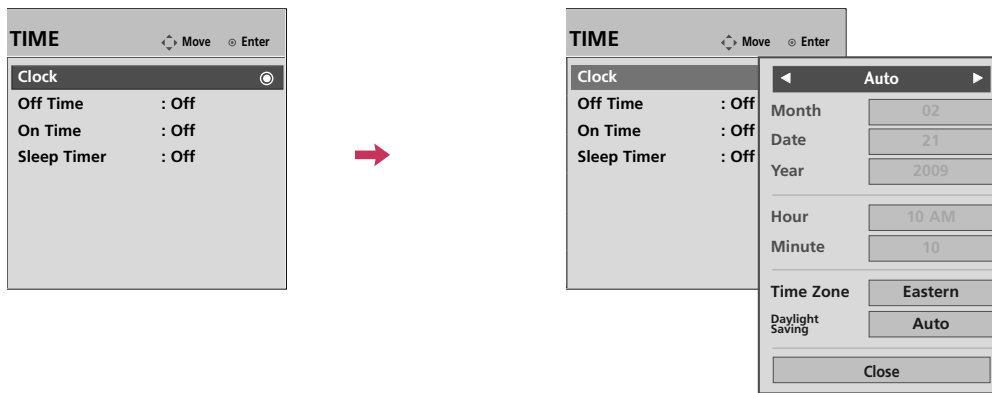 TIME Move Enter
Clock
Off Time : Off
On Time : Off
Sleep Timer : Off
TIME Move Enter
Clock
Off Time : Off
On Time : Off
Sleep Timer : Off
Auto
Month 02
Date 21
Year 2009
Hour 10 AM
Minute 10
Time Zone Eastern
Daylight
Saving
Auto
Close